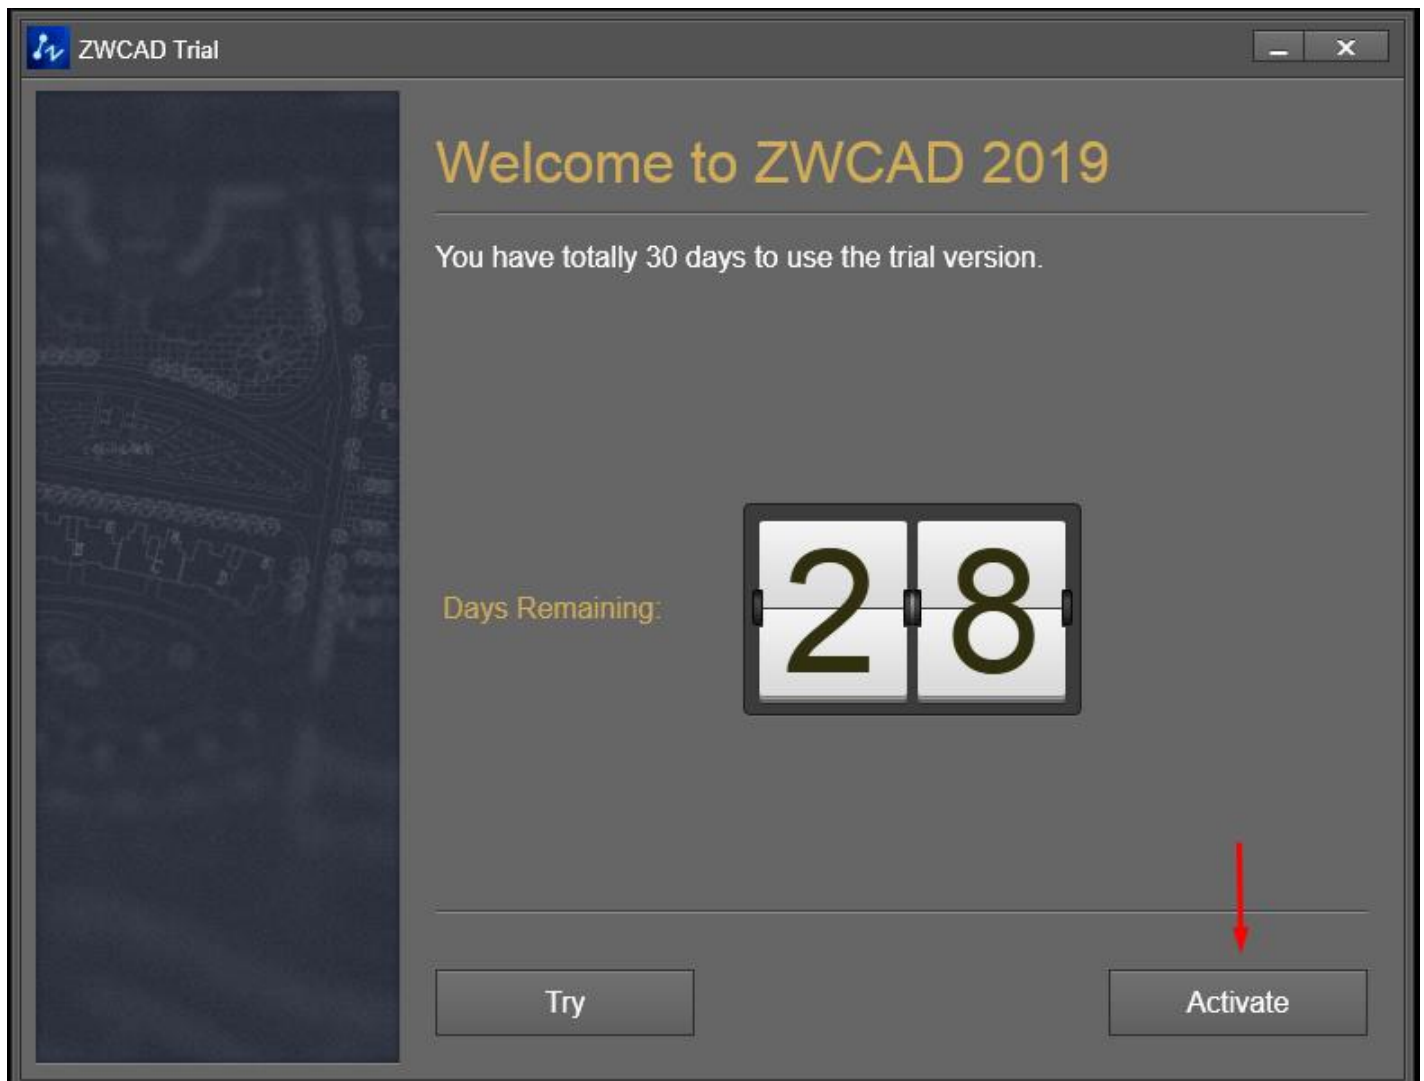 ZWCAD Trial
Welcome to ZWCAD 2019
You have totally 30 days to use the trial version.
Days Remaining:
28
Try
Activate